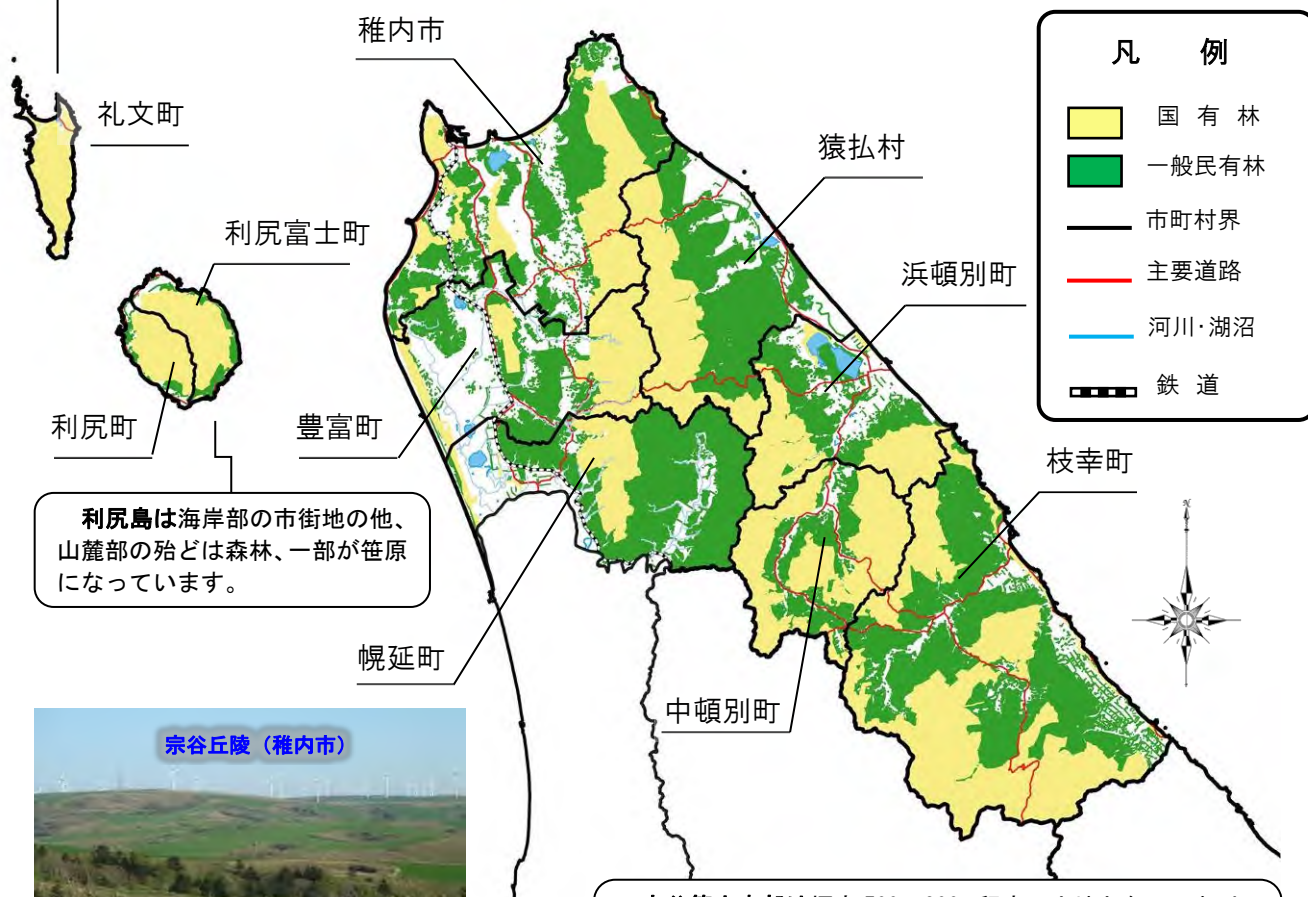 稚内市
礼文町
猿払村
利尻富士町
浜頓別町
利尻町
豊富町
枝幸町
幌延町
中頓別町
凡　例
国 有 林
一般民有林
市町村界
主要道路
河川・湖沼
鉄 道
利尻島は海岸部の市街地の他、
山麓部の殆どは森林、一部が笹原
になっています。
宗谷丘陵（稚内市）